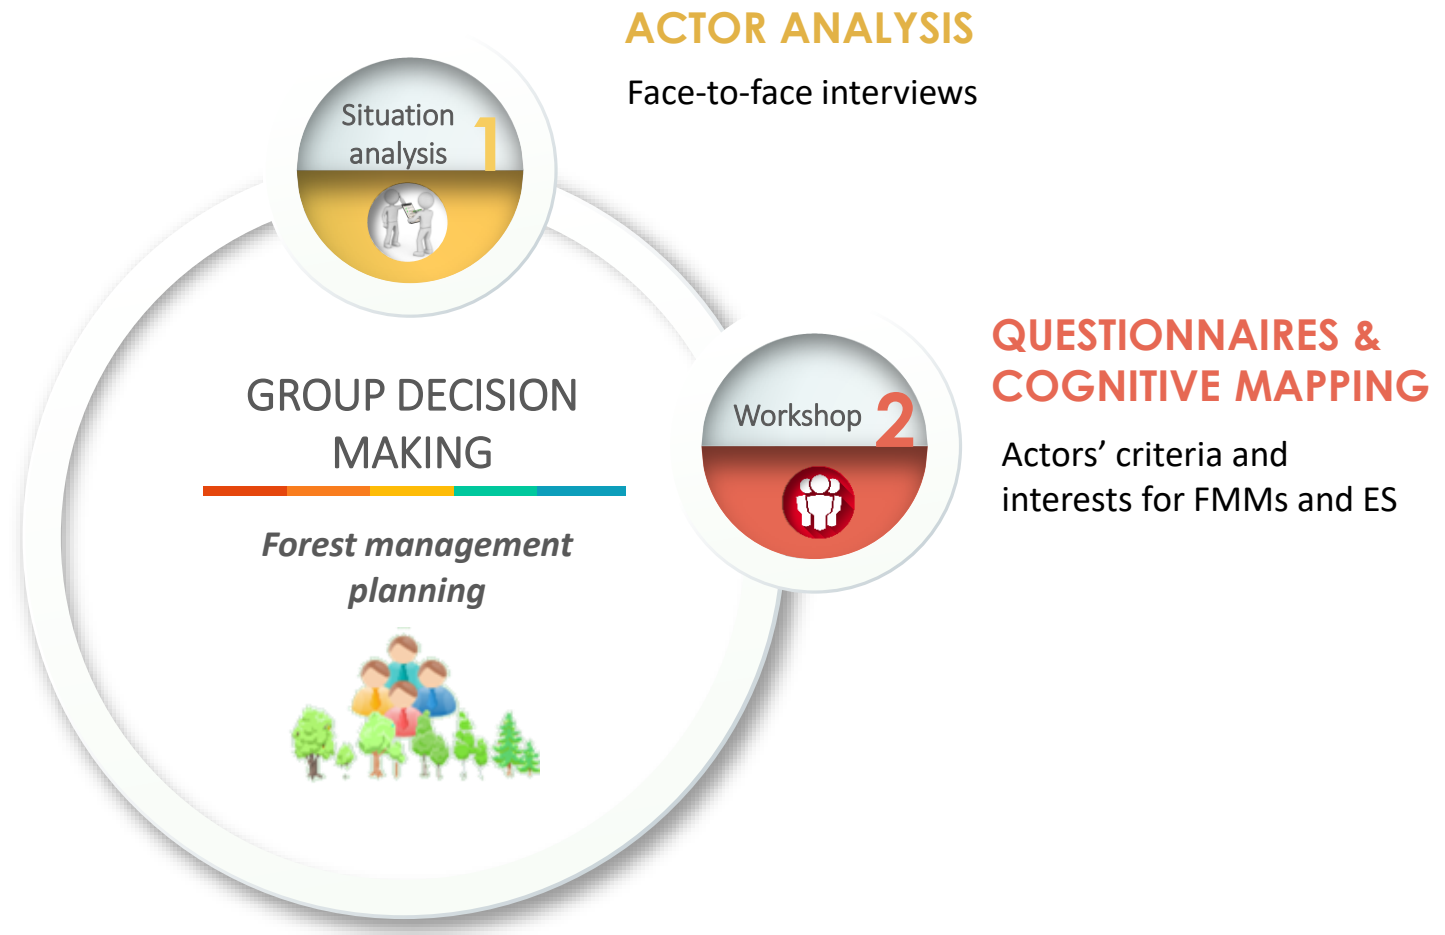 ACTOR ANALYSIS
Face-to-face interviews
Situation
analysis
1
QUESTIONNAIRES &
COGNITIVE MAPPING
Actors' criteria and
interests for FMMs and ES
Workshop
2
GROUP DECISION
MAKING
Forest management
planning